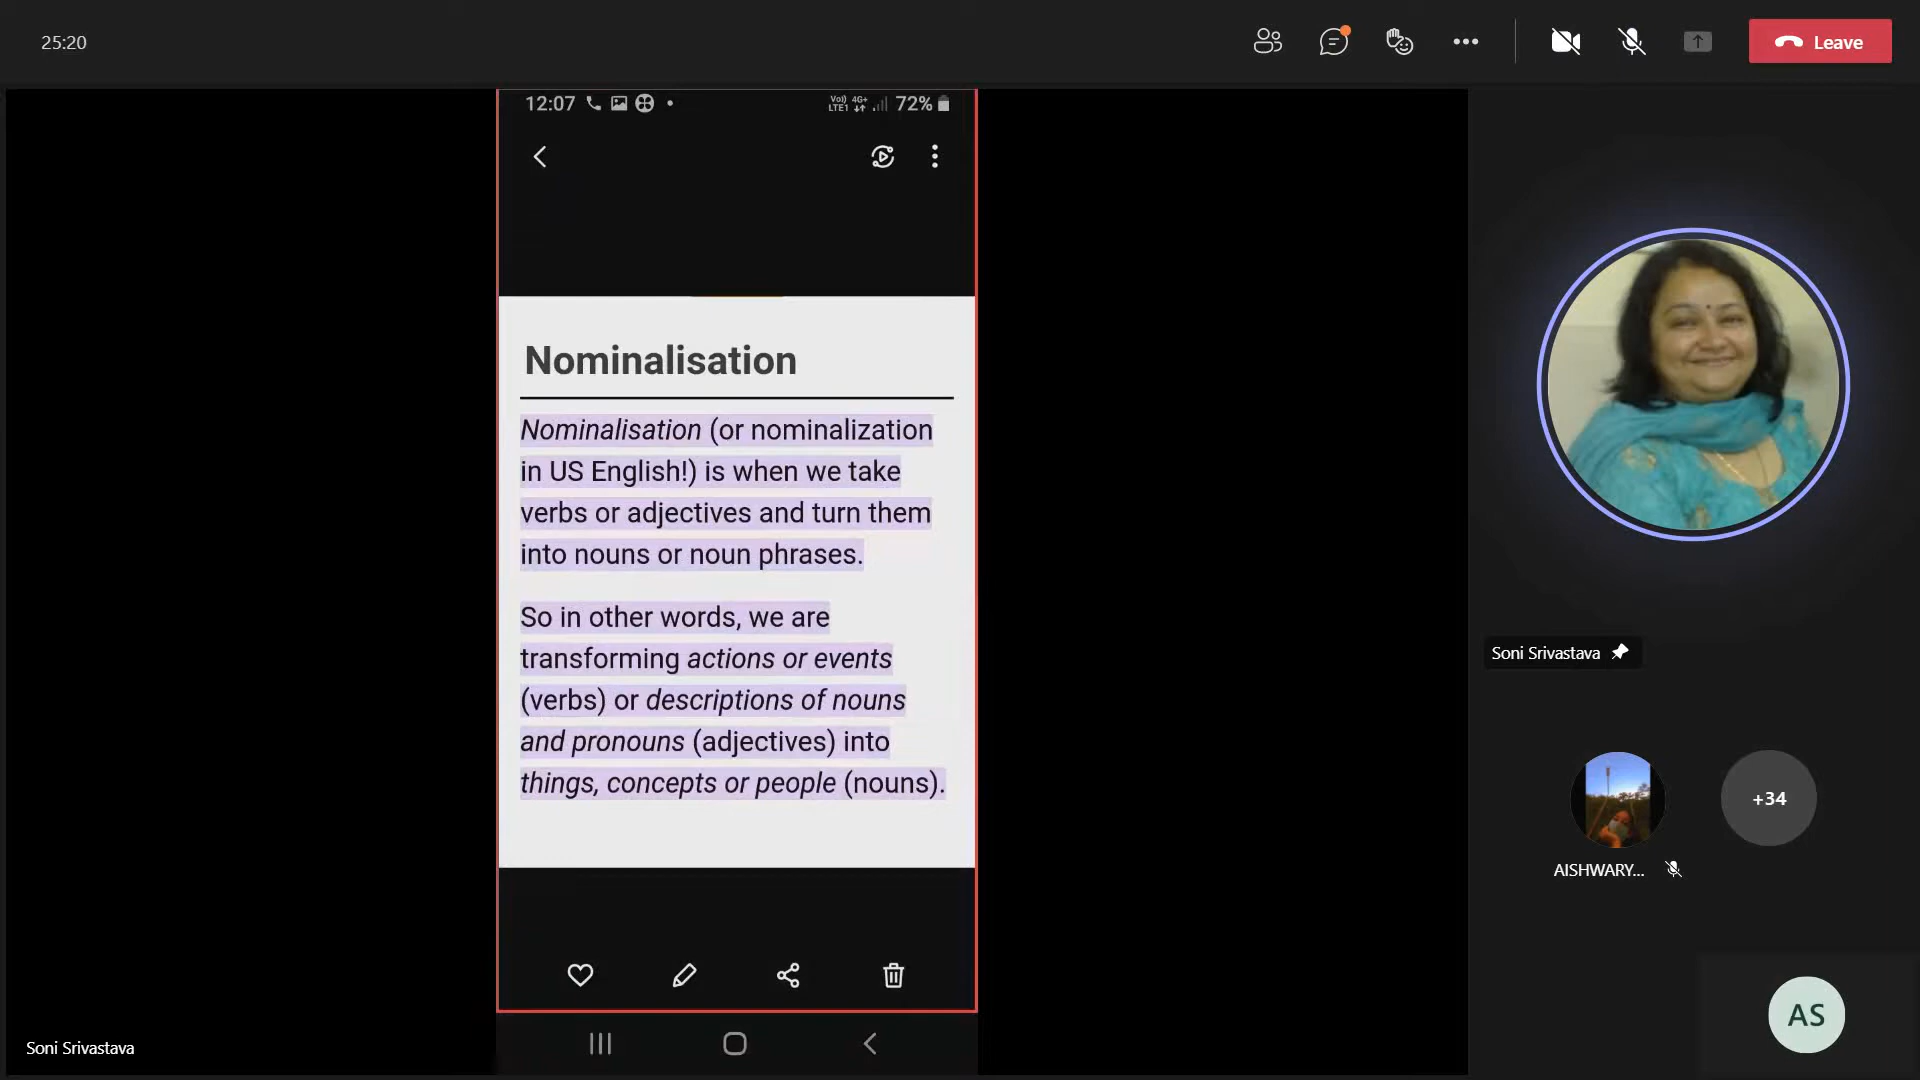 25:20
Leave
12:07
Vo) 4G+
LTE1
72%
Nominalisation
Nominalisation (or nominalization
in US English!) is when we take
verbs or adjectives and turn them
into nouns or noun phrases.
So in other words, we are
transforming actions or events
(verbs) or descriptions of nouns
and pronouns (adjectives) into
things, concepts or people (nouns).
Soni Srivastava
+34
AISHWARY...
AS
Soni Srivastava